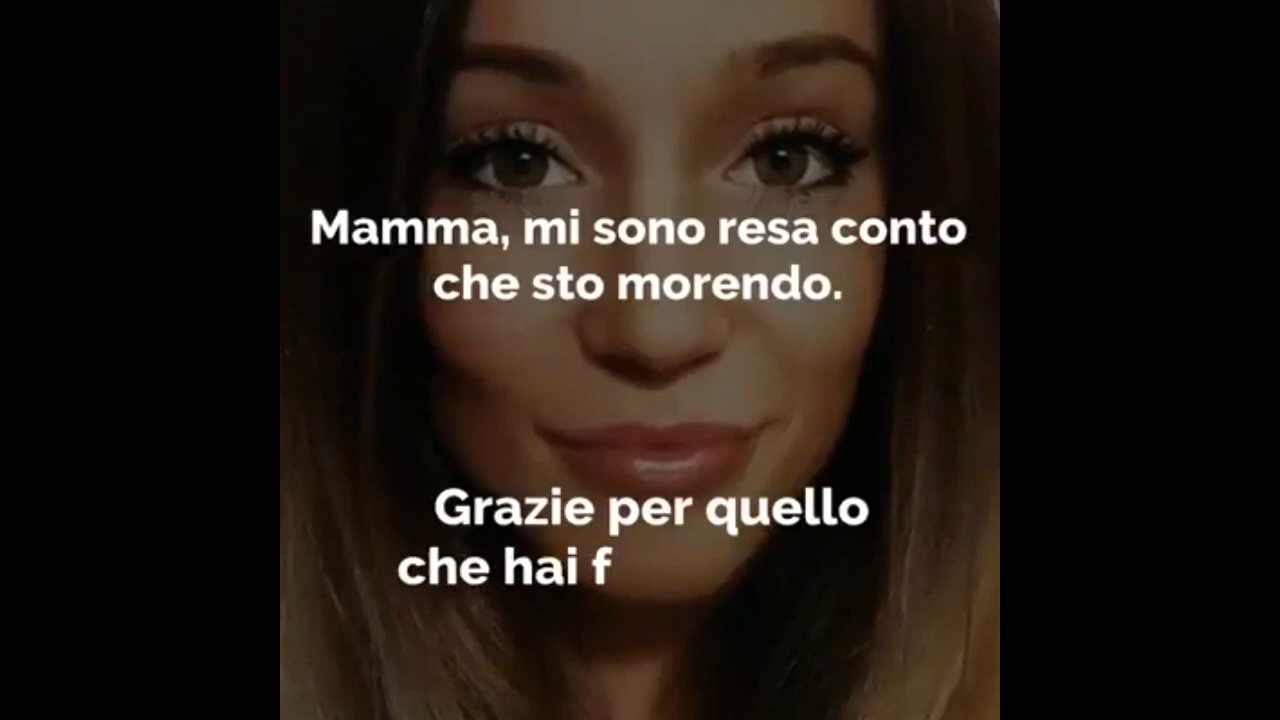 Mamma, mi sono resa conto
che sto morendo.
Grazie per quello
che hai f